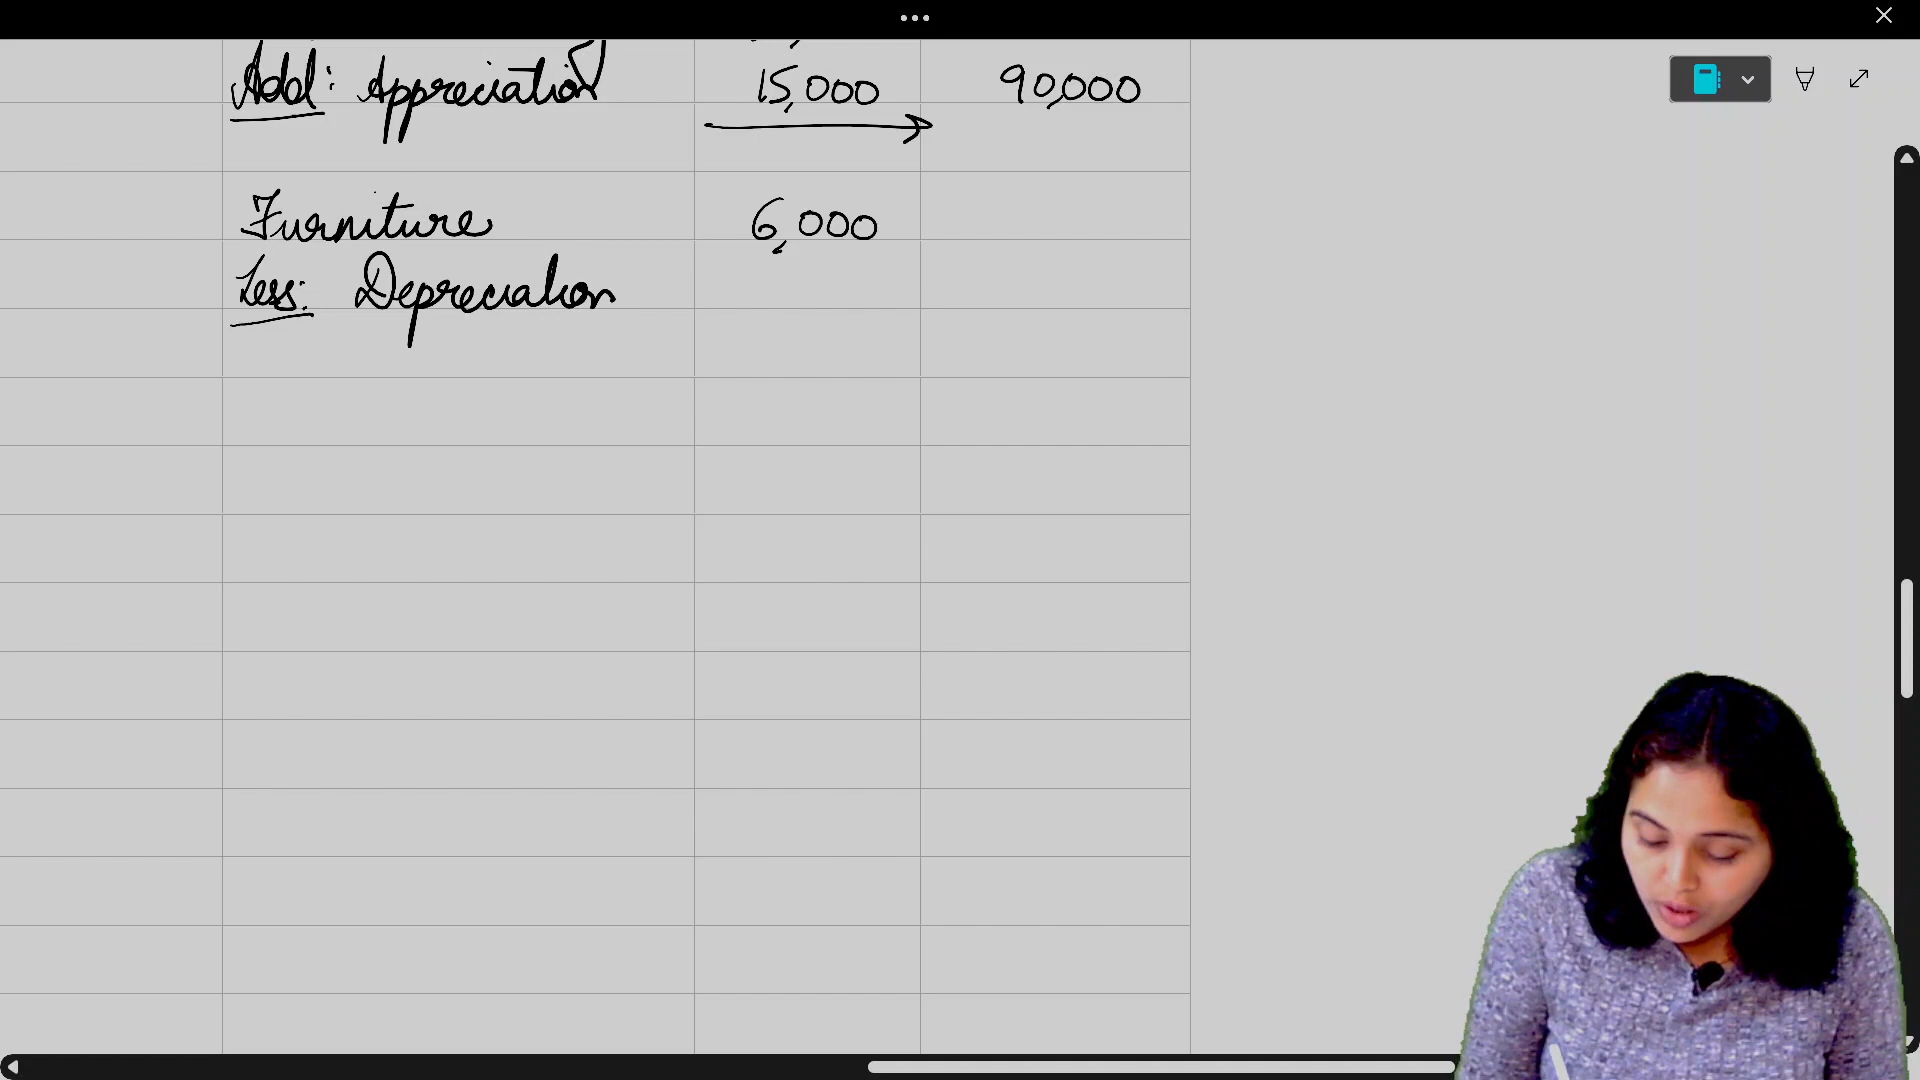 Add: Appreciation 15,000 90,000
Furniture 6,000
Less: Depreciation